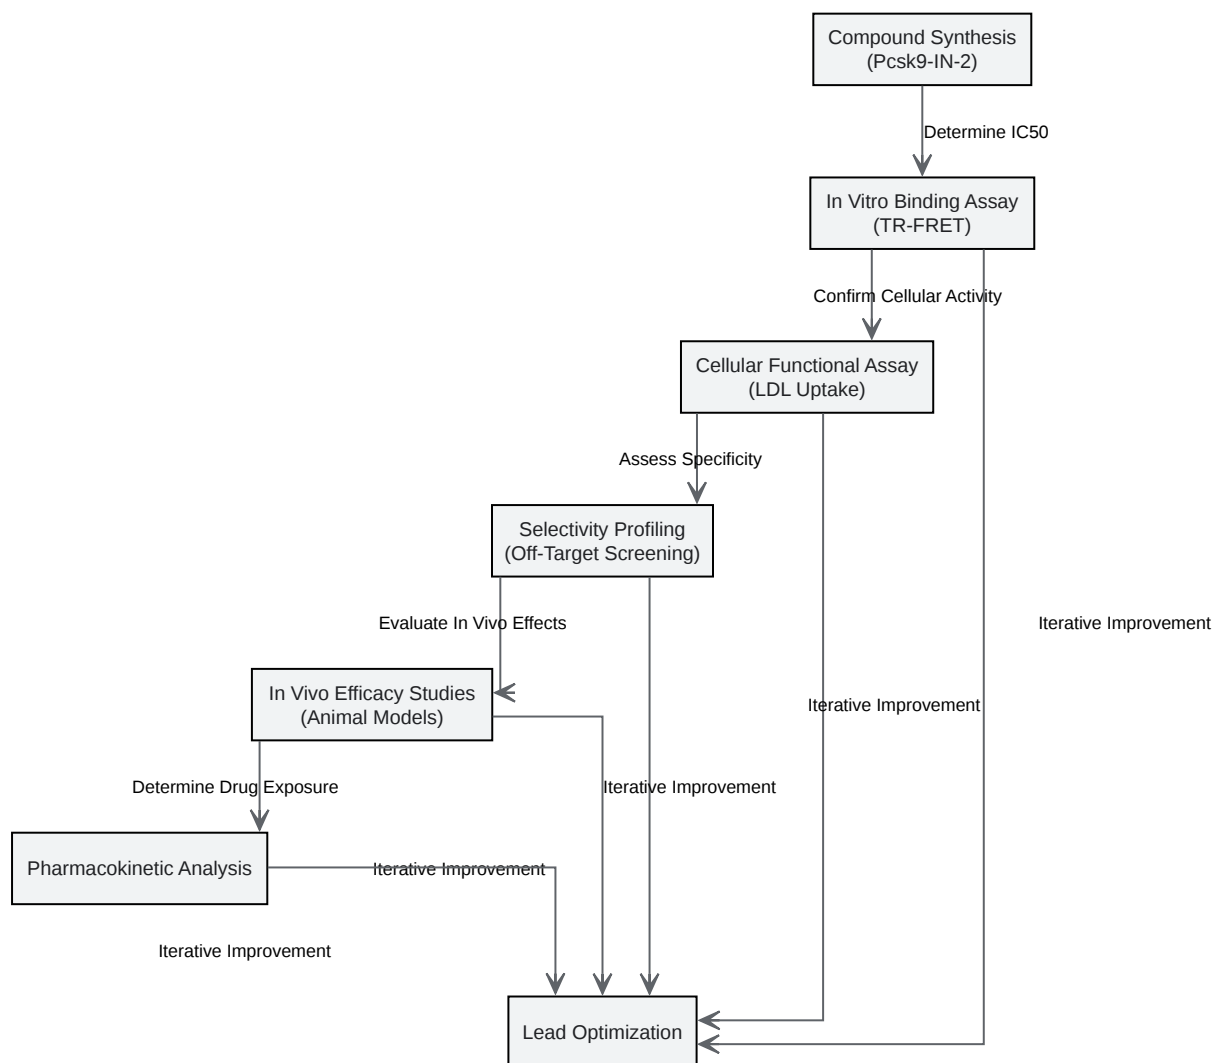 Compound Synthesis
(Pcsk9-IN-2)
Determine IC50
In Vitro Binding Assay
(TR-FRET)
Confirm Cellular Activity
Cellular Functional Assay
(LDL Uptake)
Assess Specificity
Selectivity Profiling
(Off-Target Screening)
Evaluate In Vivo Effects
Iterative Improvement
In Vivo Efficacy Studies
(Animal Models)
Iterative Improvement
Determine Drug Exposure
Iterative Improvement
Pharmacokinetic Analysis
Iterative Improvement
Iterative Improvement
Lead Optimization